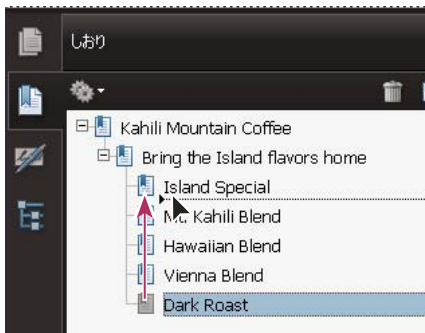 しおり
Kahili Mountain Coffee
Bring the Island flavors home
Island Special
Mt. Kahili Blend
Hawaiian Blend
Vienna Blend
Dark Roast